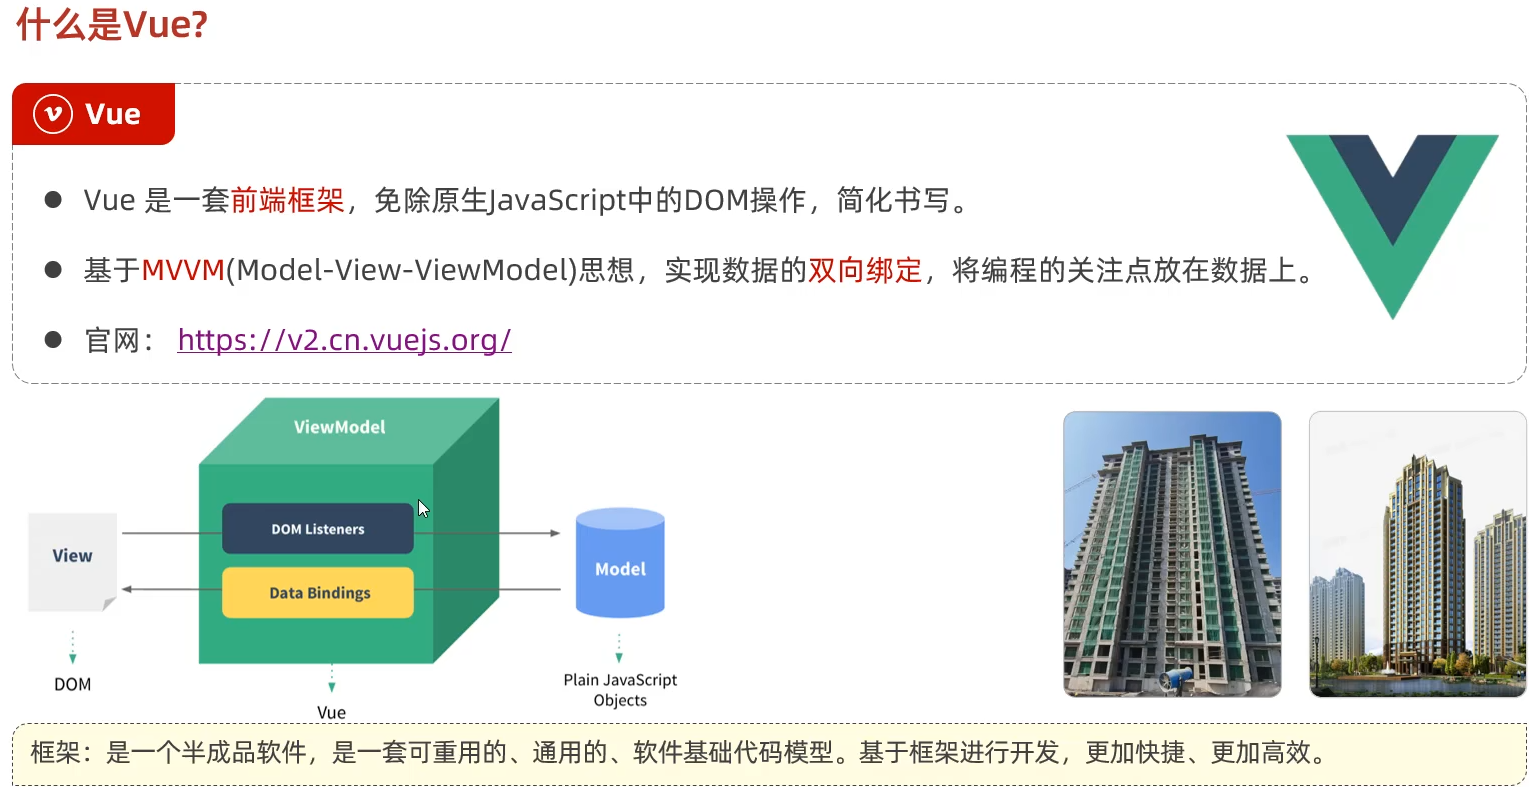 什么是Vue?
Vue
Vue 是一套前端框架，免除原生JavaScript中的DOM操作，简化书写。
基于MVVM(Model-View-ViewModel)思想，实现数据的双向绑定，将编程的关注点放在数据上。
官网： https://v2.cn.vuejs.org/
ViewModel
DOM Listeners
View
Model
Data Bindings
DOM
Plain JavaScript
Objects
Vue
框架：是一个半成品软件，是一套可重用的、通用的、软件基础代码模型。基于框架进行开发，更加快捷、更加高效。